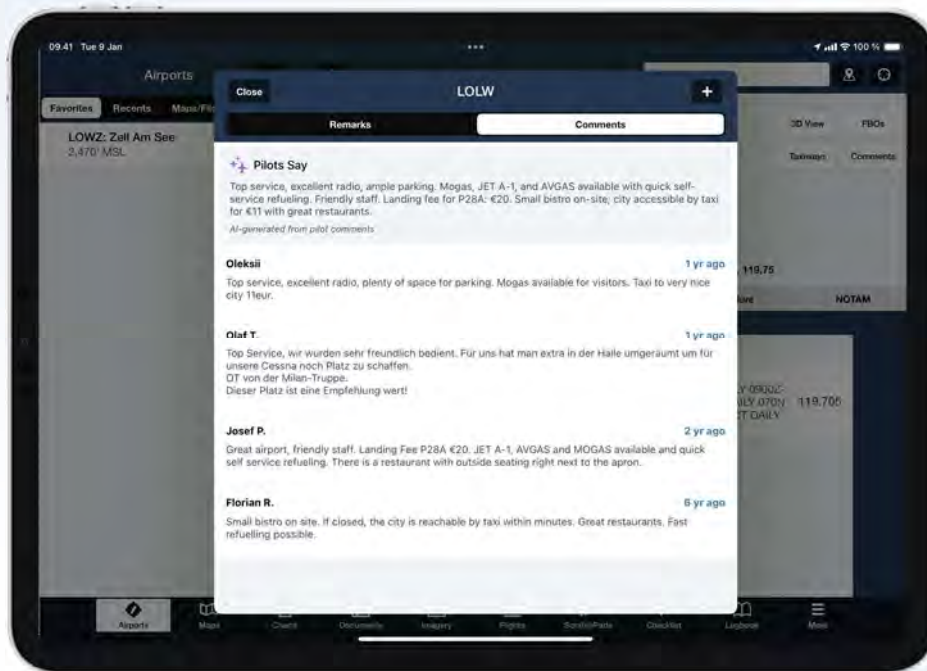 09.41 Tue 9 Jan
100 %
Airports
Close
LOLW
+
Favorites
Recents
Remarks
Comments
3D View
FBOs
LOWZ: Zell Am See
2,470' MSL
Taxiways
Comments
Pilots Say
Top service, excellent radio, ample parking. Mogas, JET A-1, and AVGAS available with quick self-
service refueling. Friendly staff. Landing fee for P28A: €20. Small bistro on-site; city accessible by taxi
for €11 with great restaurants.
AI-generated from pilot comments
Oleksii
1 yr ago
119.75
Top service, excellent radio, plenty of space for parking. Mogas available for visitors. Taxi to very nice
city 11eur.
NOTAM
Olaf T.
1 yr ago
Top Service, wir wurden sehr freundlich bedient. Für uns hat man extra in der Halle umgeräumt um für
unsere Cessna noch Platz zu schaffen.
OT von der Milan-Truppe.
Dieser Platz ist eine Empfehlung wert!
119.705
Josef P.
2 yr ago
Great airport, friendly staff. Landing Fee P28A €20. JET A-1, AVGAS and MOGAS available and quick
self service refueling. There is a restaurant with outside seating right next to the apron.
Florian R.
6 yr ago
Small bistro on site. If closed, the city is reachable by taxi within minutes. Great restaurants. Fast
refuelling possible.
Airports
Maps
Documents
Imagery
Flights
ScratchPads
Checklist
Logbook
More